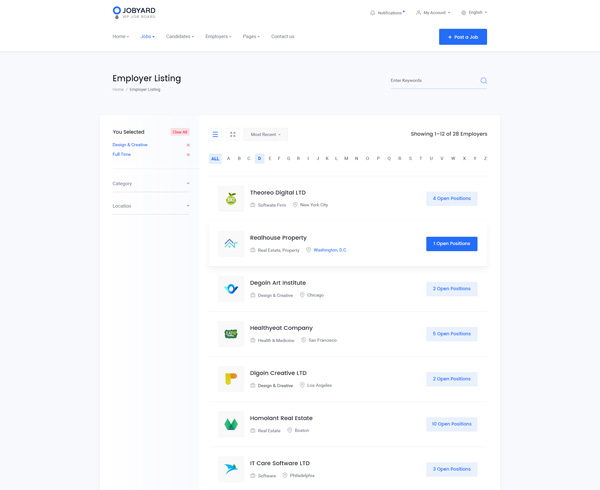 JOBYARD
WP JOB BOARD
Notifications
My Account
English
Home
Jobs
Candidates
Employers
Pages
Contact us
+ Post a Job
Employer Listing
Home / Employer Listing
Enter Keywords
You Selected
Clear All
Design & Creative
Full Time
Category
Location
Most Recent
Showing 1-12 of 28 Employers
ALL A B C D E F G R I J K L M N O P Q R S T U V W X Y Z
Theoreo Digital LTD
Software Firm
New York City
4 Open Positions
Realhouse Property
Real Estate, Property
Washington, D.C.
1 Open Positions
Degoin Art Institute
Design & Creative
Chicago
2 Open Positions
Healthyeat Company
Health & Medicine
San Francisco
5 Open Positions
Digoin Creative LTD
Design & Creative
Los Angeles
2 Open Positions
Homolant Real Estate
Real Estate
Boston
10 Open Positions
IT Care Software LTD
Software
Philadelphia
3 Open Positions